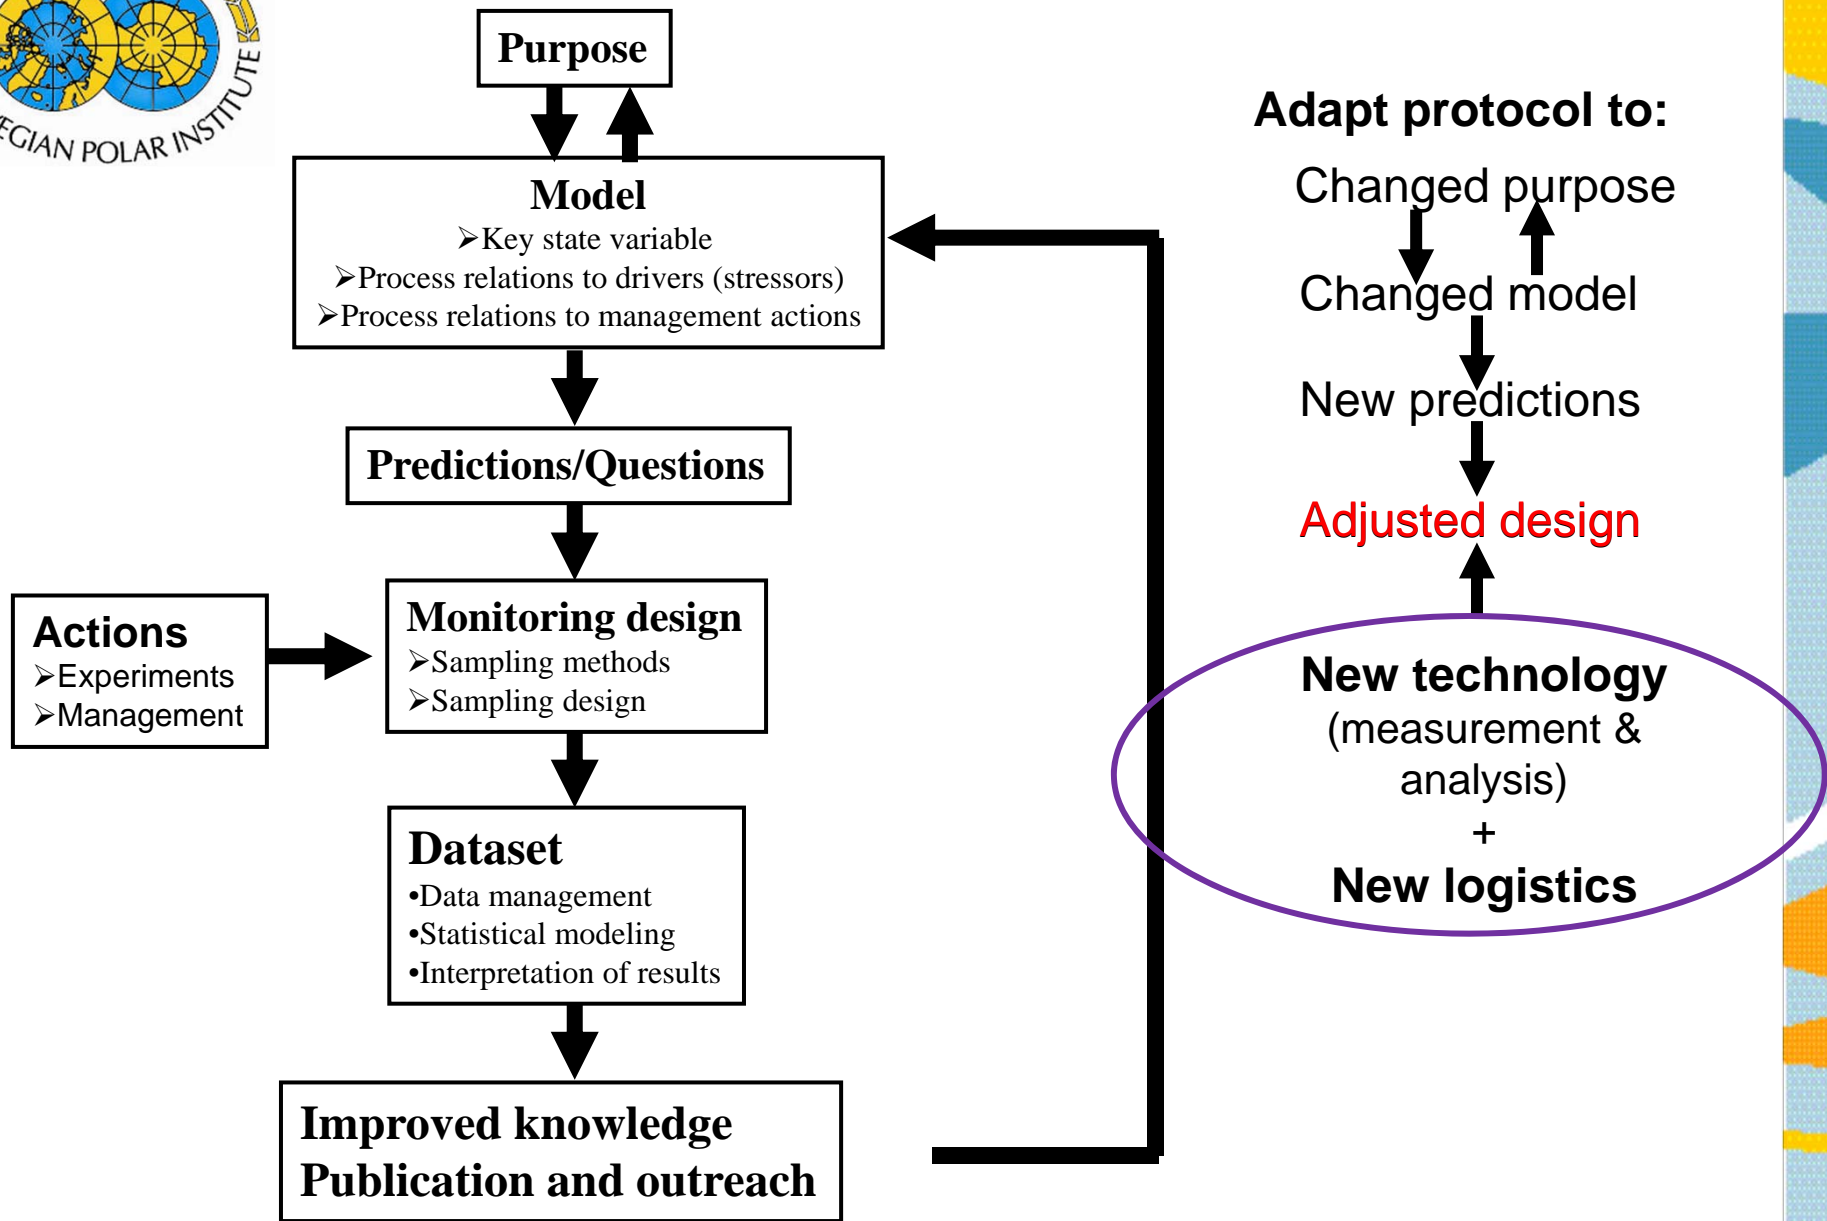 POLAR INSTITUTE
Purpose
Model
➢Key state variable
➢Process relations to drivers (stressors)
➢Process relations to management actions
Predictions/Questions
Actions
➢Experiments
➢Management
Monitoring design
➢Sampling methods
➢Sampling design
Dataset
•Data management
•Statistical modeling
•Interpretation of results
Improved knowledge
Publication and outreach
Adapt protocol to:
Changed purpose
Changed model
New predictions
Adjusted design
New technology
(measurement &
analysis)
+
New logistics